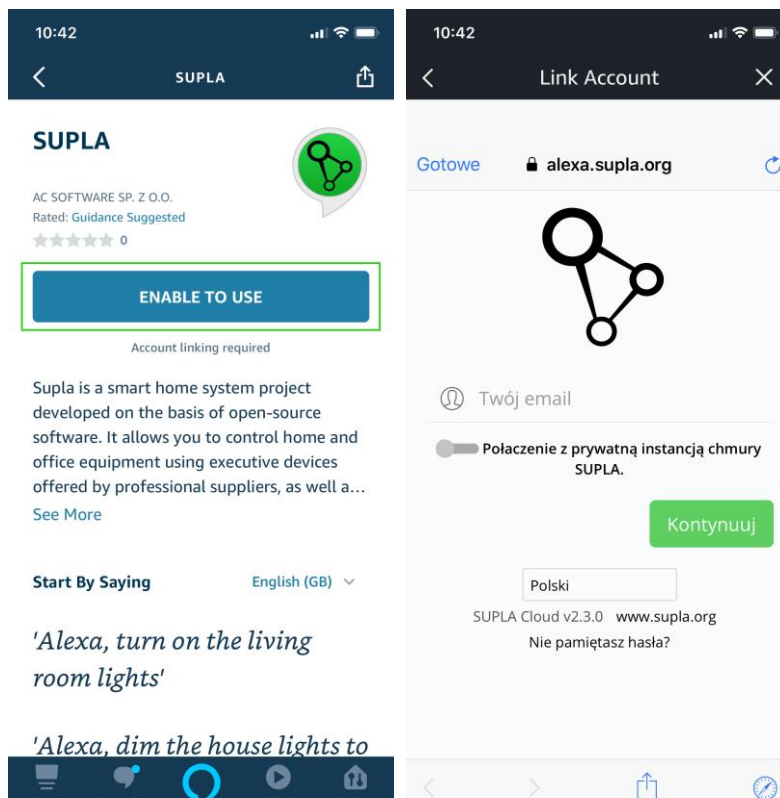 10:42
SUPLA
SUPLA
AC SOFTWARE SP. Z O.O.
Rated: Guidance Suggested
0
ENABLE TO USE
Account linking required
Supla is a smart home system project
developed on the basis of open-source
software. It allows you to control home and
office equipment using executive devices
offered by professional suppliers, as well a...
See More
Start By Saying
English (GB)
'Alexa, turn on the living
room lights'
'Alexa, dim the house lights to
10:42
Link Account
Gotowe
alexa.supla.org
Twój email
Połaczenie z prywatną instancją chmury
SUPLA.
Kontynuuj
Polski
SUPLA Cloud v2.3.0 www.supla.org
Nie pamiętasz hasła?